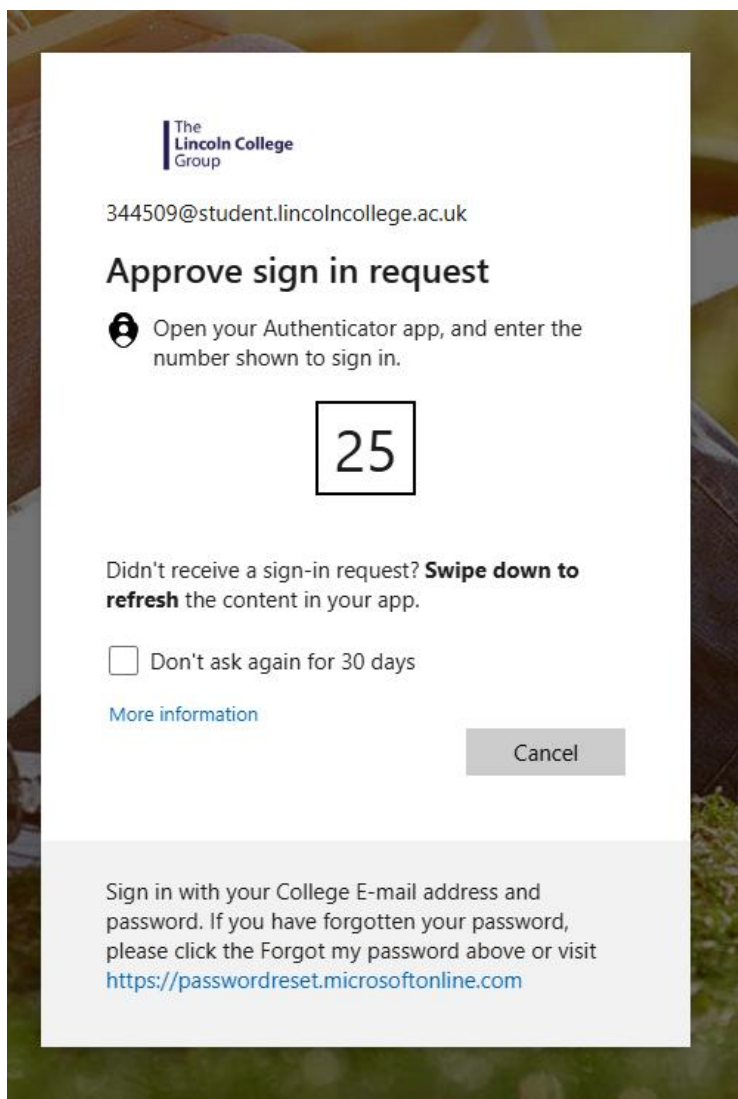 The
Lincoln College
Group
344509@student.lincolncollege.ac.uk
Approve sign in request
Open your Authenticator app, and enter the
number shown to sign in.
25
Didn't receive a sign-in request? Swipe down to
refresh the content in your app.
Don't ask again for 30 days
More information
Cancel
Sign in with your College E-mail address and
password. If you have forgotten your password,
please click the Forgot my password above or visit
https://passwordreset.microsoftonline.com